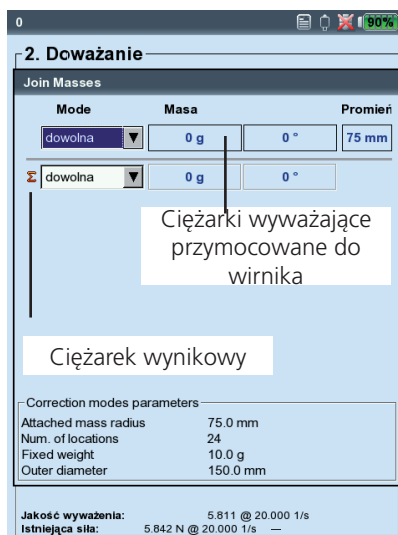 0 90%
2. Doważanie
Join Masses
Mode Masa Promień
dowolna 0 g 0 ° 75 mm
Σ dowolna 0 g 0 °
Ciężarki wyważające
przymocowane do
wirnika
Ciężarek wynikowy
Correction modes parameters
Attached mass radius 75.0 mm
Num. of locations 24
Fixed weight 10.0 g
Outer diameter 150.0 mm
Jakość wyważenia: 5.811 @ 20.000 1/s
Istniejąca siła: 5.842 N @ 20.000 1/s —